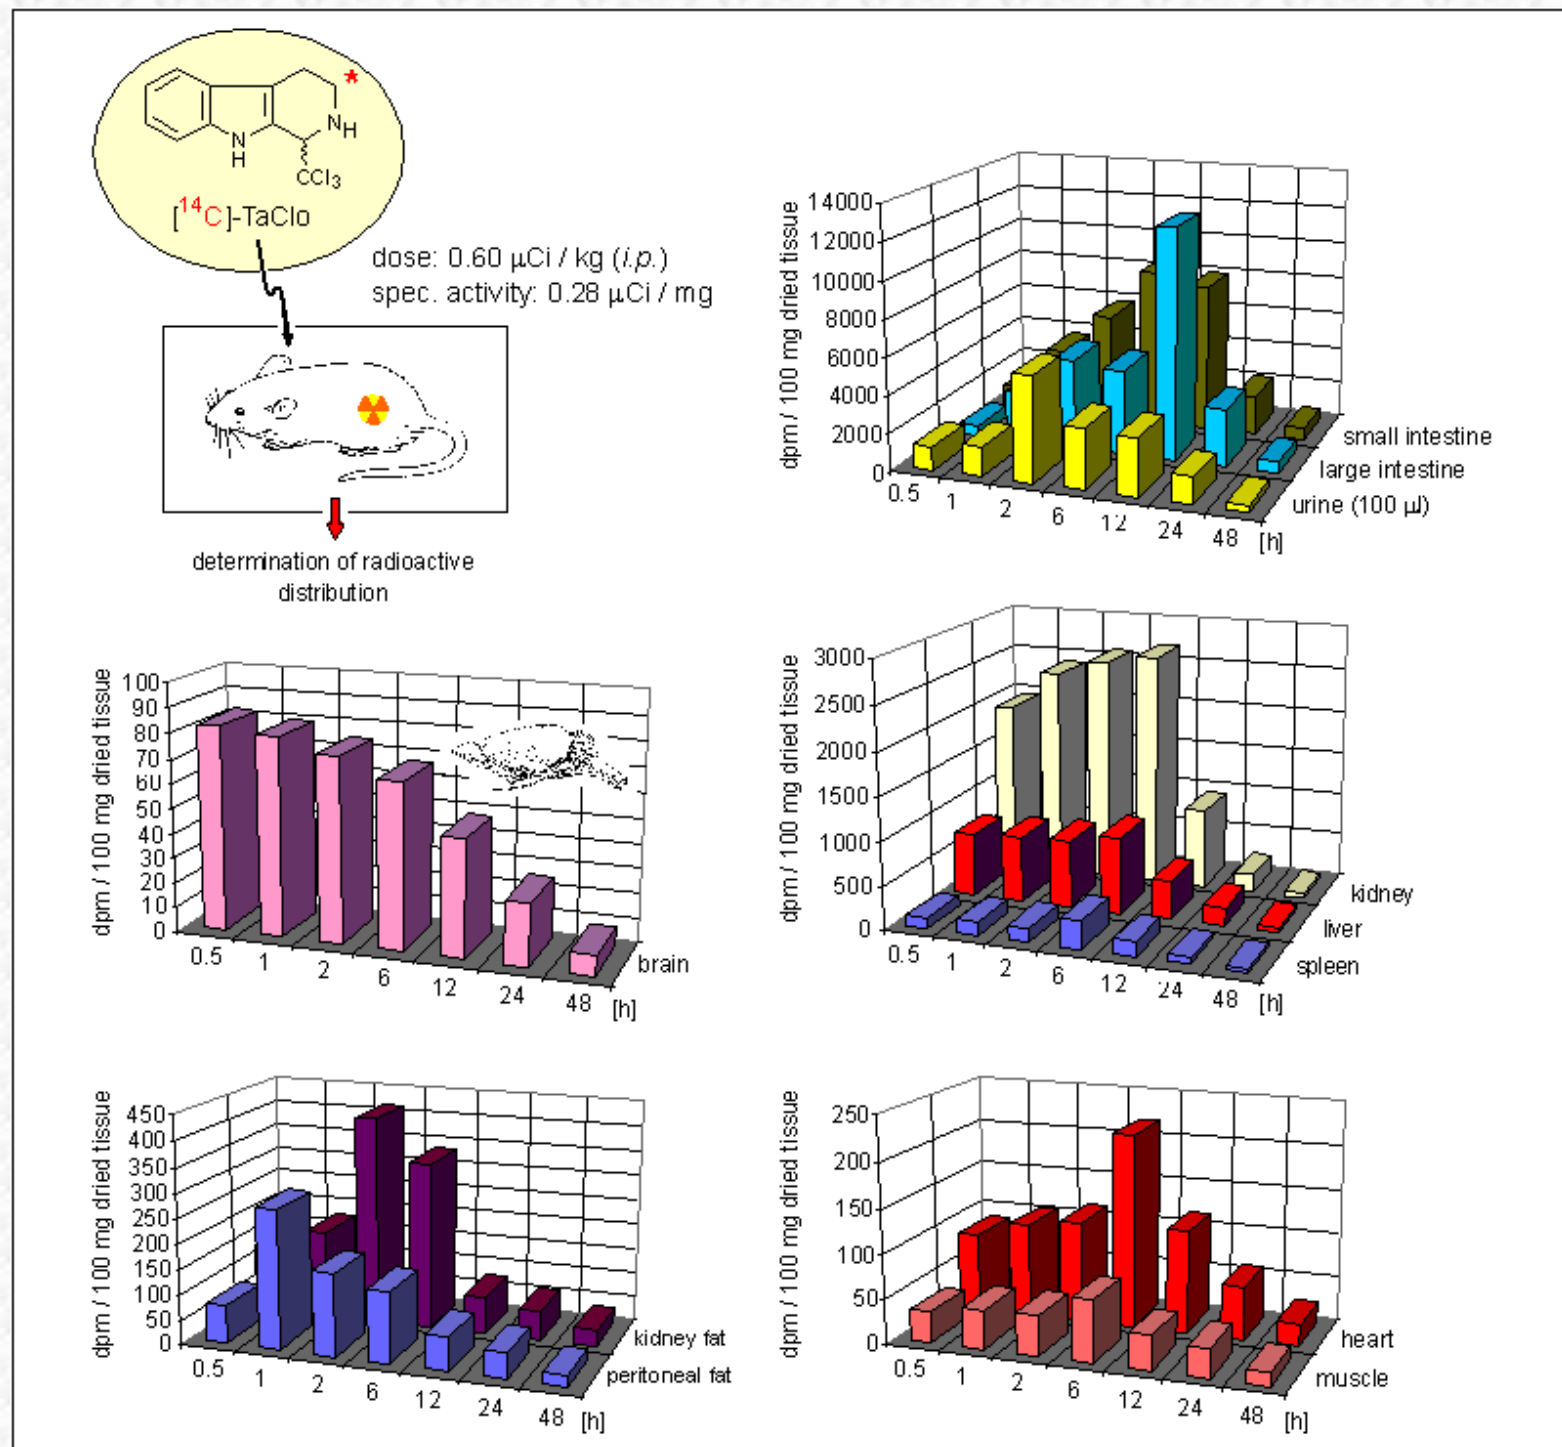 *
N
H
NH
CCl3
[14C]-TaClo
dose: 0.60 µCi / kg (i.p.)
spec. activity: 0.28 µCi / mg
determination of radioactive
distribution
dpm / 100 mg dried tissue
14000
12000
10000
8000
6000
4000
2000
0
0.5
1
2
6
12
24
48
[h]
small intestine
large intestine
urine (100 µl)
dpm / 100 mg dried tissue
100
90
80
70
60
50
40
30
20
10
0
0.5
1
2
6
12
24
48
[h]
brain
dpm / 100 mg dried tissue
3000
2500
2000
1500
1000
500
0
0.5
1
2
6
12
24
48
[h]
kidney
liver
spleen
dpm / 100 mg dried tissue
450
400
350
300
250
200
150
100
50
0
0.5
1
2
6
12
24
48
[h]
kidney fat
peritoneal fat
dpm / 100 mg dried tissue
250
200
150
100
50
0
0.5
1
2
6
12
24
48
[h]
heart
muscle